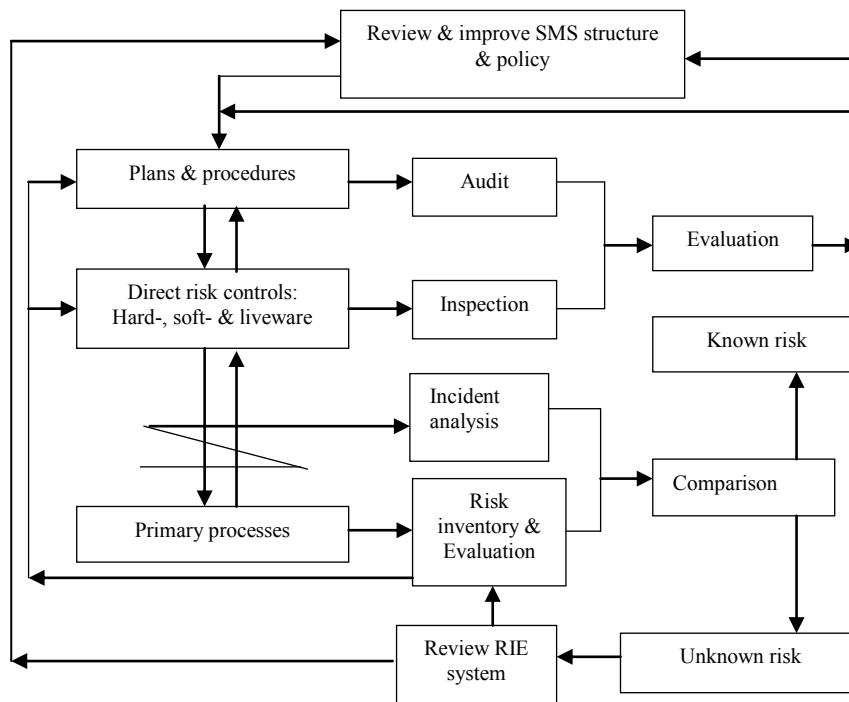 Review & improve SMS structure
& policy
Plans & procedures
Audit
Evaluation
Direct risk controls:
Hard-, soft- & liveware
Inspection
Known risk
Incident
analysis
Comparison
Primary processes
Risk
inventory &
Evaluation
Review RIE
system
Unknown risk